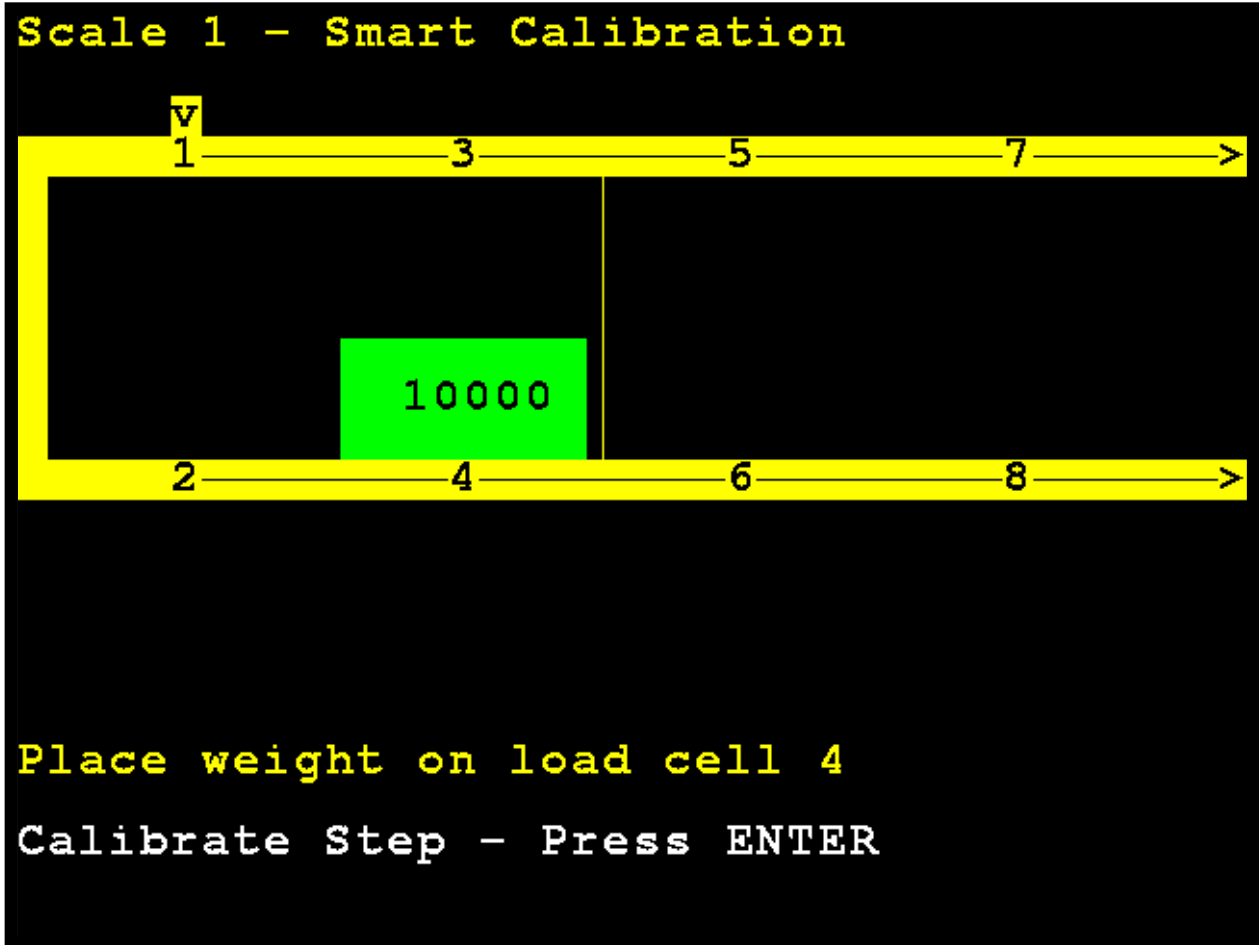 Scale 1 - Smart Calibration
v
1 3 5 7 >
10000
2 4 6 8 >
Place weight on load cell 4
Calibrate Step - Press ENTER